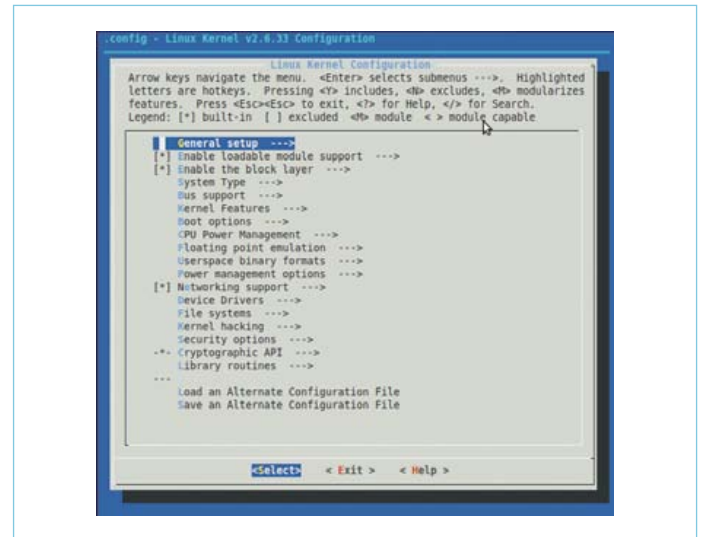 .config - Linux Kernel v2.6.33 Configuration
Linux Kernel Configuration
Arrow keys navigate the menu. <Enter> selects submenus --->. Highlighted
letters are hotkeys. Pressing <Y> includes, <N> excludes, <M> modularizes
features. Press <Esc><Esc> to exit, <?> for Help, </> for Search.
Legend: [*] built-in [ ] excluded <M> module < > module capable
General setup --->
[*] Enable loadable module support --->
[*] Enable the block layer --->
System Type --->
Bus support --->
Kernel Features --->
Boot options --->
CPU Power Management --->
Floating point emulation --->
Userspace binary formats --->
Power management options --->
[*] Networking support --->
Device Drivers --->
File systems --->
Kernel hacking --->
Security options --->
-*- Cryptographic API --->
Library routines --->
---
Load an Alternate Configuration File
Save an Alternate Configuration File
<Select> < Exit > < Help >